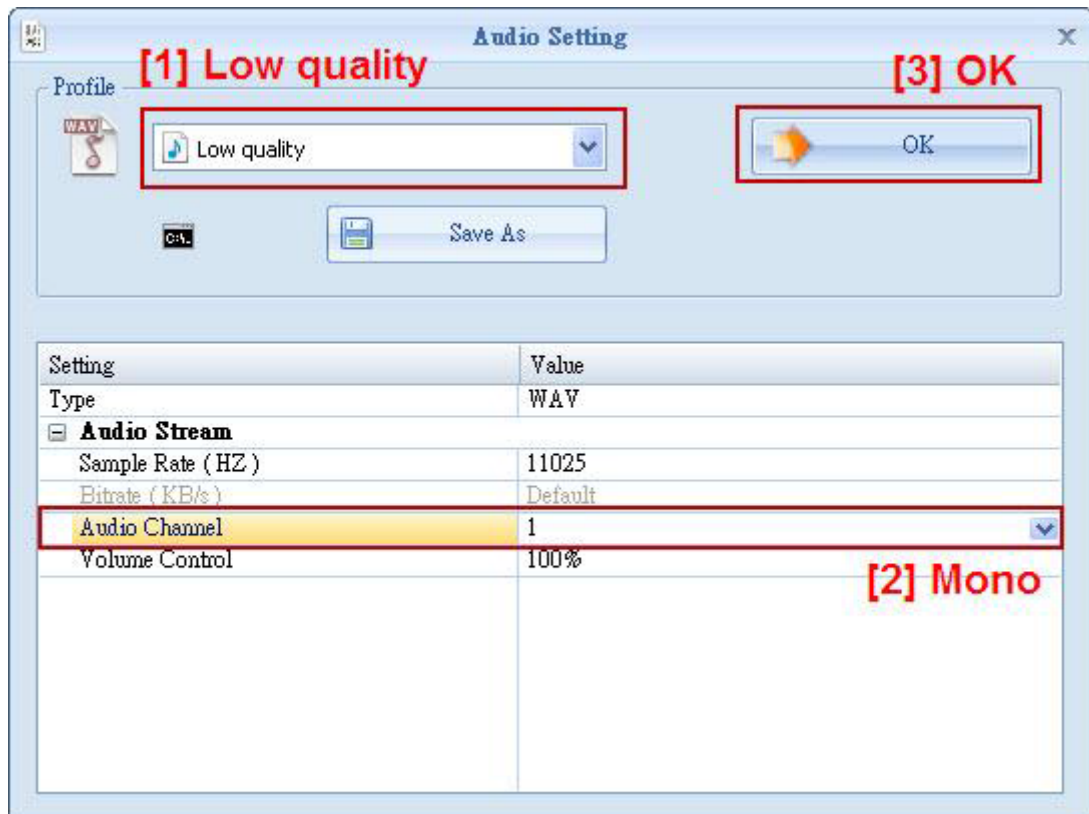 Audio Setting
[1] Low quality
[3] OK
Profile
WAV
Low quality
OK
C:\.
Save As
Setting Value
Type WAV
Audio Stream
Sample Rate ( HZ ) 11025
Bitrate ( KB/s ) Default
Audio Channel 1
Volume Control 100%
[2] Mono